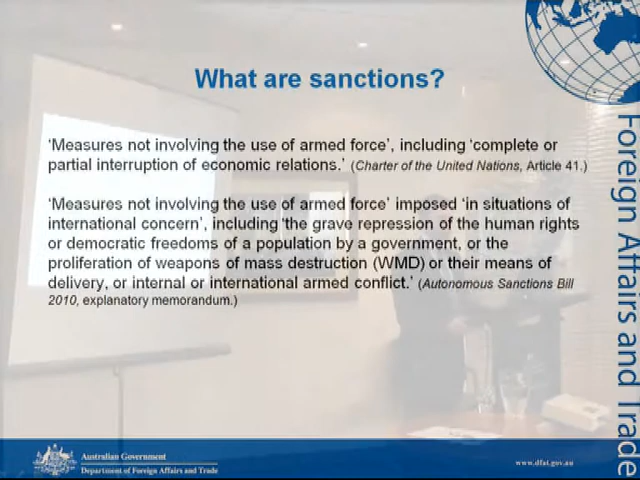 What are sanctions?
‘Measures not involving the use of armed force’, including ‘complete or
partial interruption of economic relations.’ (Charter of the United Nations, Article 41.)
‘Measures not involving the use of armed force’ imposed ‘in situations of
international concern’, including ‘the grave repression of the human rights
or democratic freedoms of a population by a government, or the
proliferation of weapons of mass destruction (WMD) or their means of
delivery, or internal or international armed conflict.’ (Autonomous Sanctions Bill
2010, explanatory memorandum.)
Foreign Affairs and Trade
Australian Government
Department of Foreign Affairs and Trade
www.dfat.gov.au